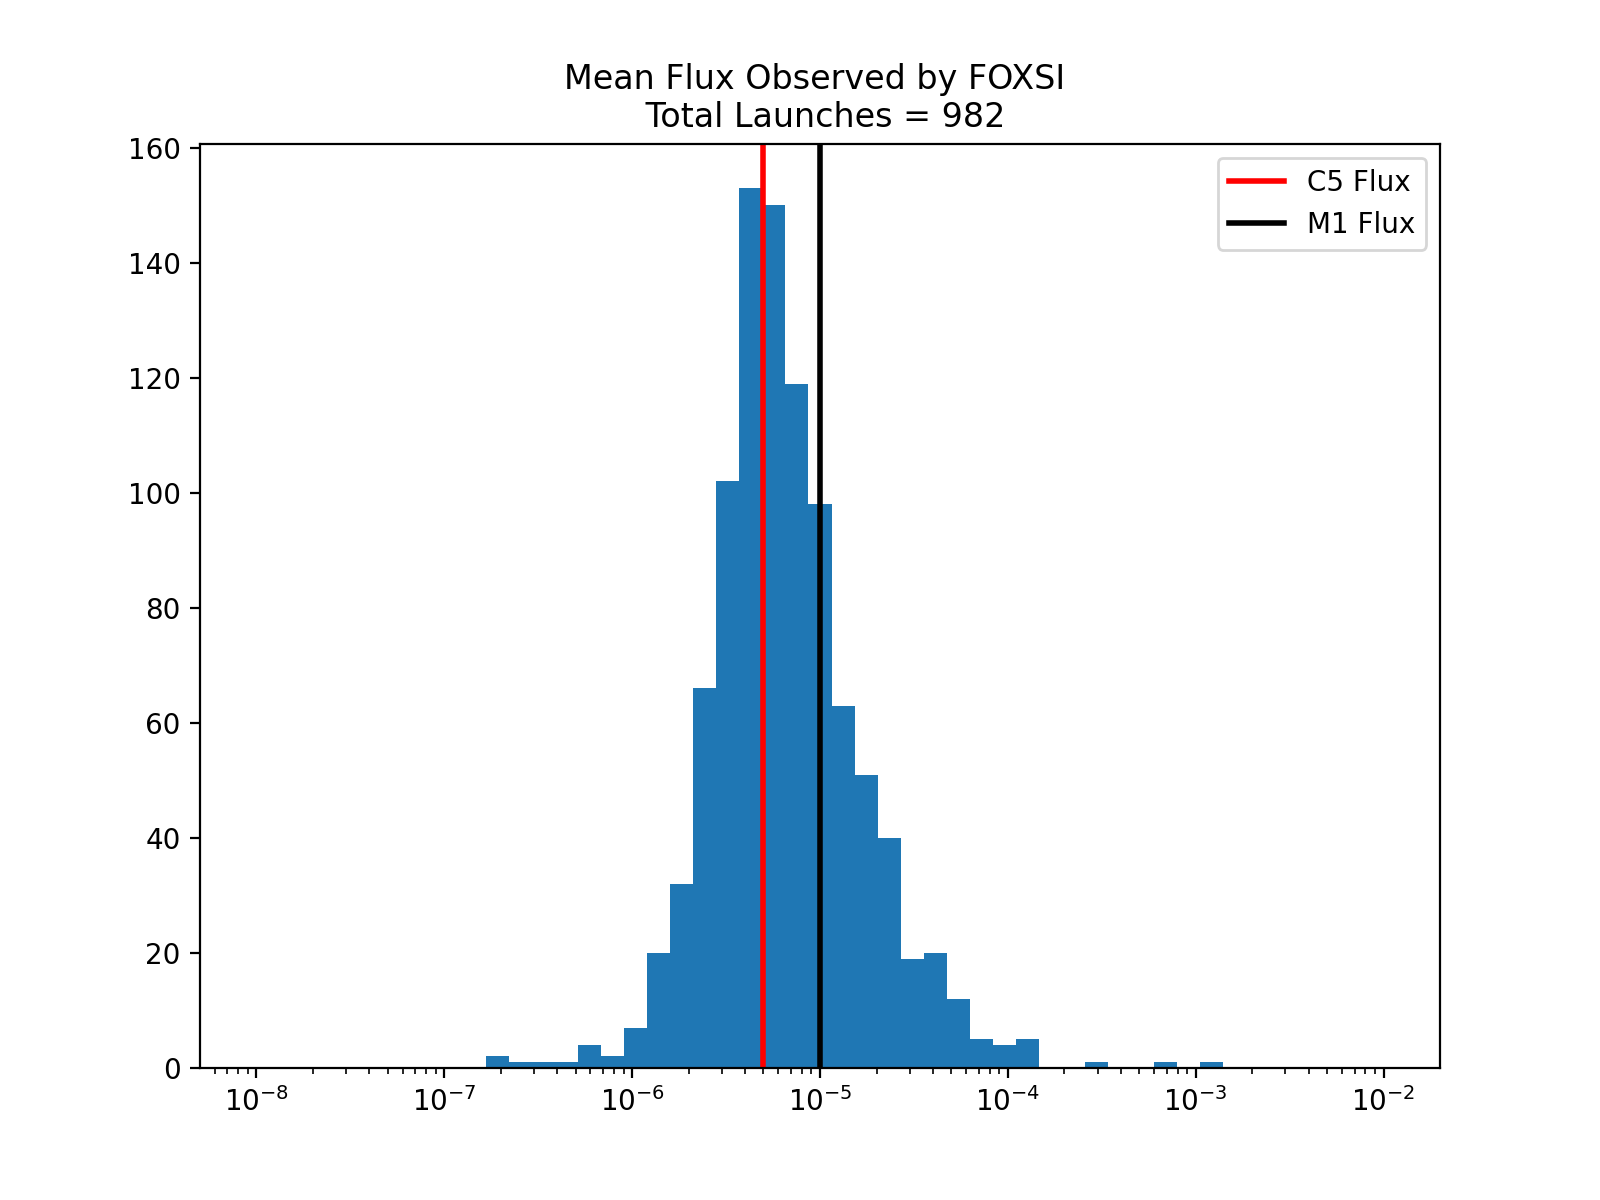 Mean Flux Observed by FOXSI
Total Launches = 982
C5 Flux
M1 Flux
160
140
120
100
80
60
40
20
0
10⁻⁸ 10⁻⁷ 10⁻⁶ 10⁻⁵ 10⁻⁴ 10⁻³ 10⁻²